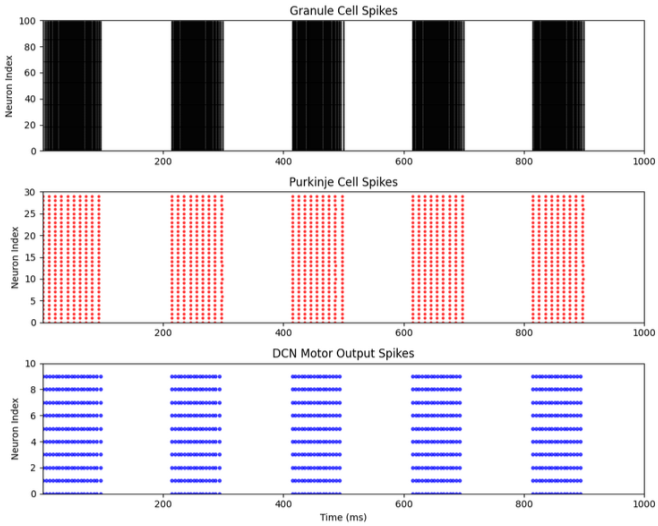 Granule Cell Spikes
100
80
60
40
20
0
Neuron Index
200 400 600 800 1000
Purkinje Cell Spikes
30
25
20
15
10
5
0
Neuron Index
200 400 600 800 1000
DCN Motor Output Spikes
10
8
6
4
2
0
Neuron Index
200 400 600 800 1000
Time (ms)